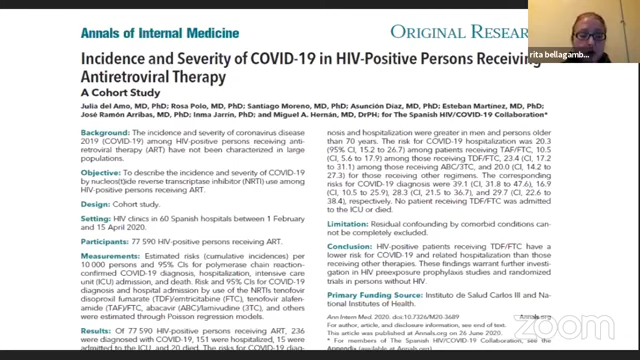 Annals of Internal Medicine
ORIGINAL RESEARC
rita bellagamb...
Incidence and Severity of COVID-19 in HIV-Positive Persons Receiving
Antiretroviral Therapy
A Cohort Study
Julia del Amo, MD, PhD; Rosa Polo, MD, PhD; Santiago Moreno, MD, PhD; Asunción Díaz, MD, PhD; Esteban Martínez, MD, PhD;
José Ramón Arribas, MD, PhD; Inma Jarrín, PhD; and Miguel A. Hernán, MD, DrPH; for The Spanish HIV/COVID-19 Collaboration*
Background: The incidence and severity of coronavirus disease
2019 (COVID-19) among HIV-positive persons receiving anti-
retroviral therapy (ART) have not been characterized in large
populations.
Objective: To describe the incidence and severity of COVID-19
by nucleos(t)ide reverse transcriptase inhibitor (NRTI) use among
HIV-positive persons receiving ART.
Design: Cohort study.
Setting: HIV clinics in 60 Spanish hospitals between 1 February
and 15 April 2020.
Participants: 77 590 HIV-positive persons receiving ART.
Measurements: Estimated risks (cumulative incidences) per
10 000 persons and 95% CIs for polymerase chain reaction-
confirmed COVID-19 diagnosis, hospitalization, intensive care
unit (ICU) admission, and death. Risk and 95% CIs for diagnosis
and hospital admission by use of the NRTIs tenofovir disoproxil
fumarate (TDF)/emtricitabine (FTC), tenofovir alafen-
amide (TAF)/FTC, abacavir (ABC)/lamivudine (3TC), and
others were estimated through Poisson regression models.
Results: Of 77 590 HIV-positive persons receiving ART, 236
were diagnosed with COVID-19, 151 were hospitalized, 15 were
admitted to the ICU, and 20 died. The risks for COVID-19 diag-
nosis and hospitalization were greater in men and persons older
than 70 years. The risk for COVID-19 hospitalization was 20.3
(95% CI, 15.2 to 26.7) among patients receiving TAF/FTC, 10.5
(CI, 5.6 to 17.9) among those receiving TDF/FTC, 23.4 (CI, 17.2
to 31.1) among those receiving ABC/3TC, and 20.0 (CI, 14.2 to
27.3) for those receiving other regimens. The corresponding
risks for COVID-19 diagnosis were 39.1 (CI, 31.8 to 47.6), 16.9
(CI, 10.5 to 25.9), 28.3 (CI, 21.5 to 36.7), and 29.7 (CI, 22.6 to
38.4), respectively. No patient receiving TDF/FTC was admitted
to the ICU or died.
Limitation: Residual confounding by comorbid conditions can-
not be completely excluded.
Conclusion: HIV-positive patients receiving TDF/FTC have a
lower risk for COVID-19 and related hospitalization than those
receiving other therapies. These findings warrant further investi-
gation in HIV preexposure prophylaxis studies and randomized
trials in persons without HIV.
Primary Funding Source: Instituto de Salud Carlos III and Na-
tional Institutes of Health.
Ann Intern Med. 2020. doi:10.7326/M20-3689
For author, article, and disclosure information, see end of text.
This article was published at Annals.org on 26 June 2020.
* For members of The Spanish HIV/COVID-19 Collaboration, see the
Appendix (available at Annals.org).
zoom